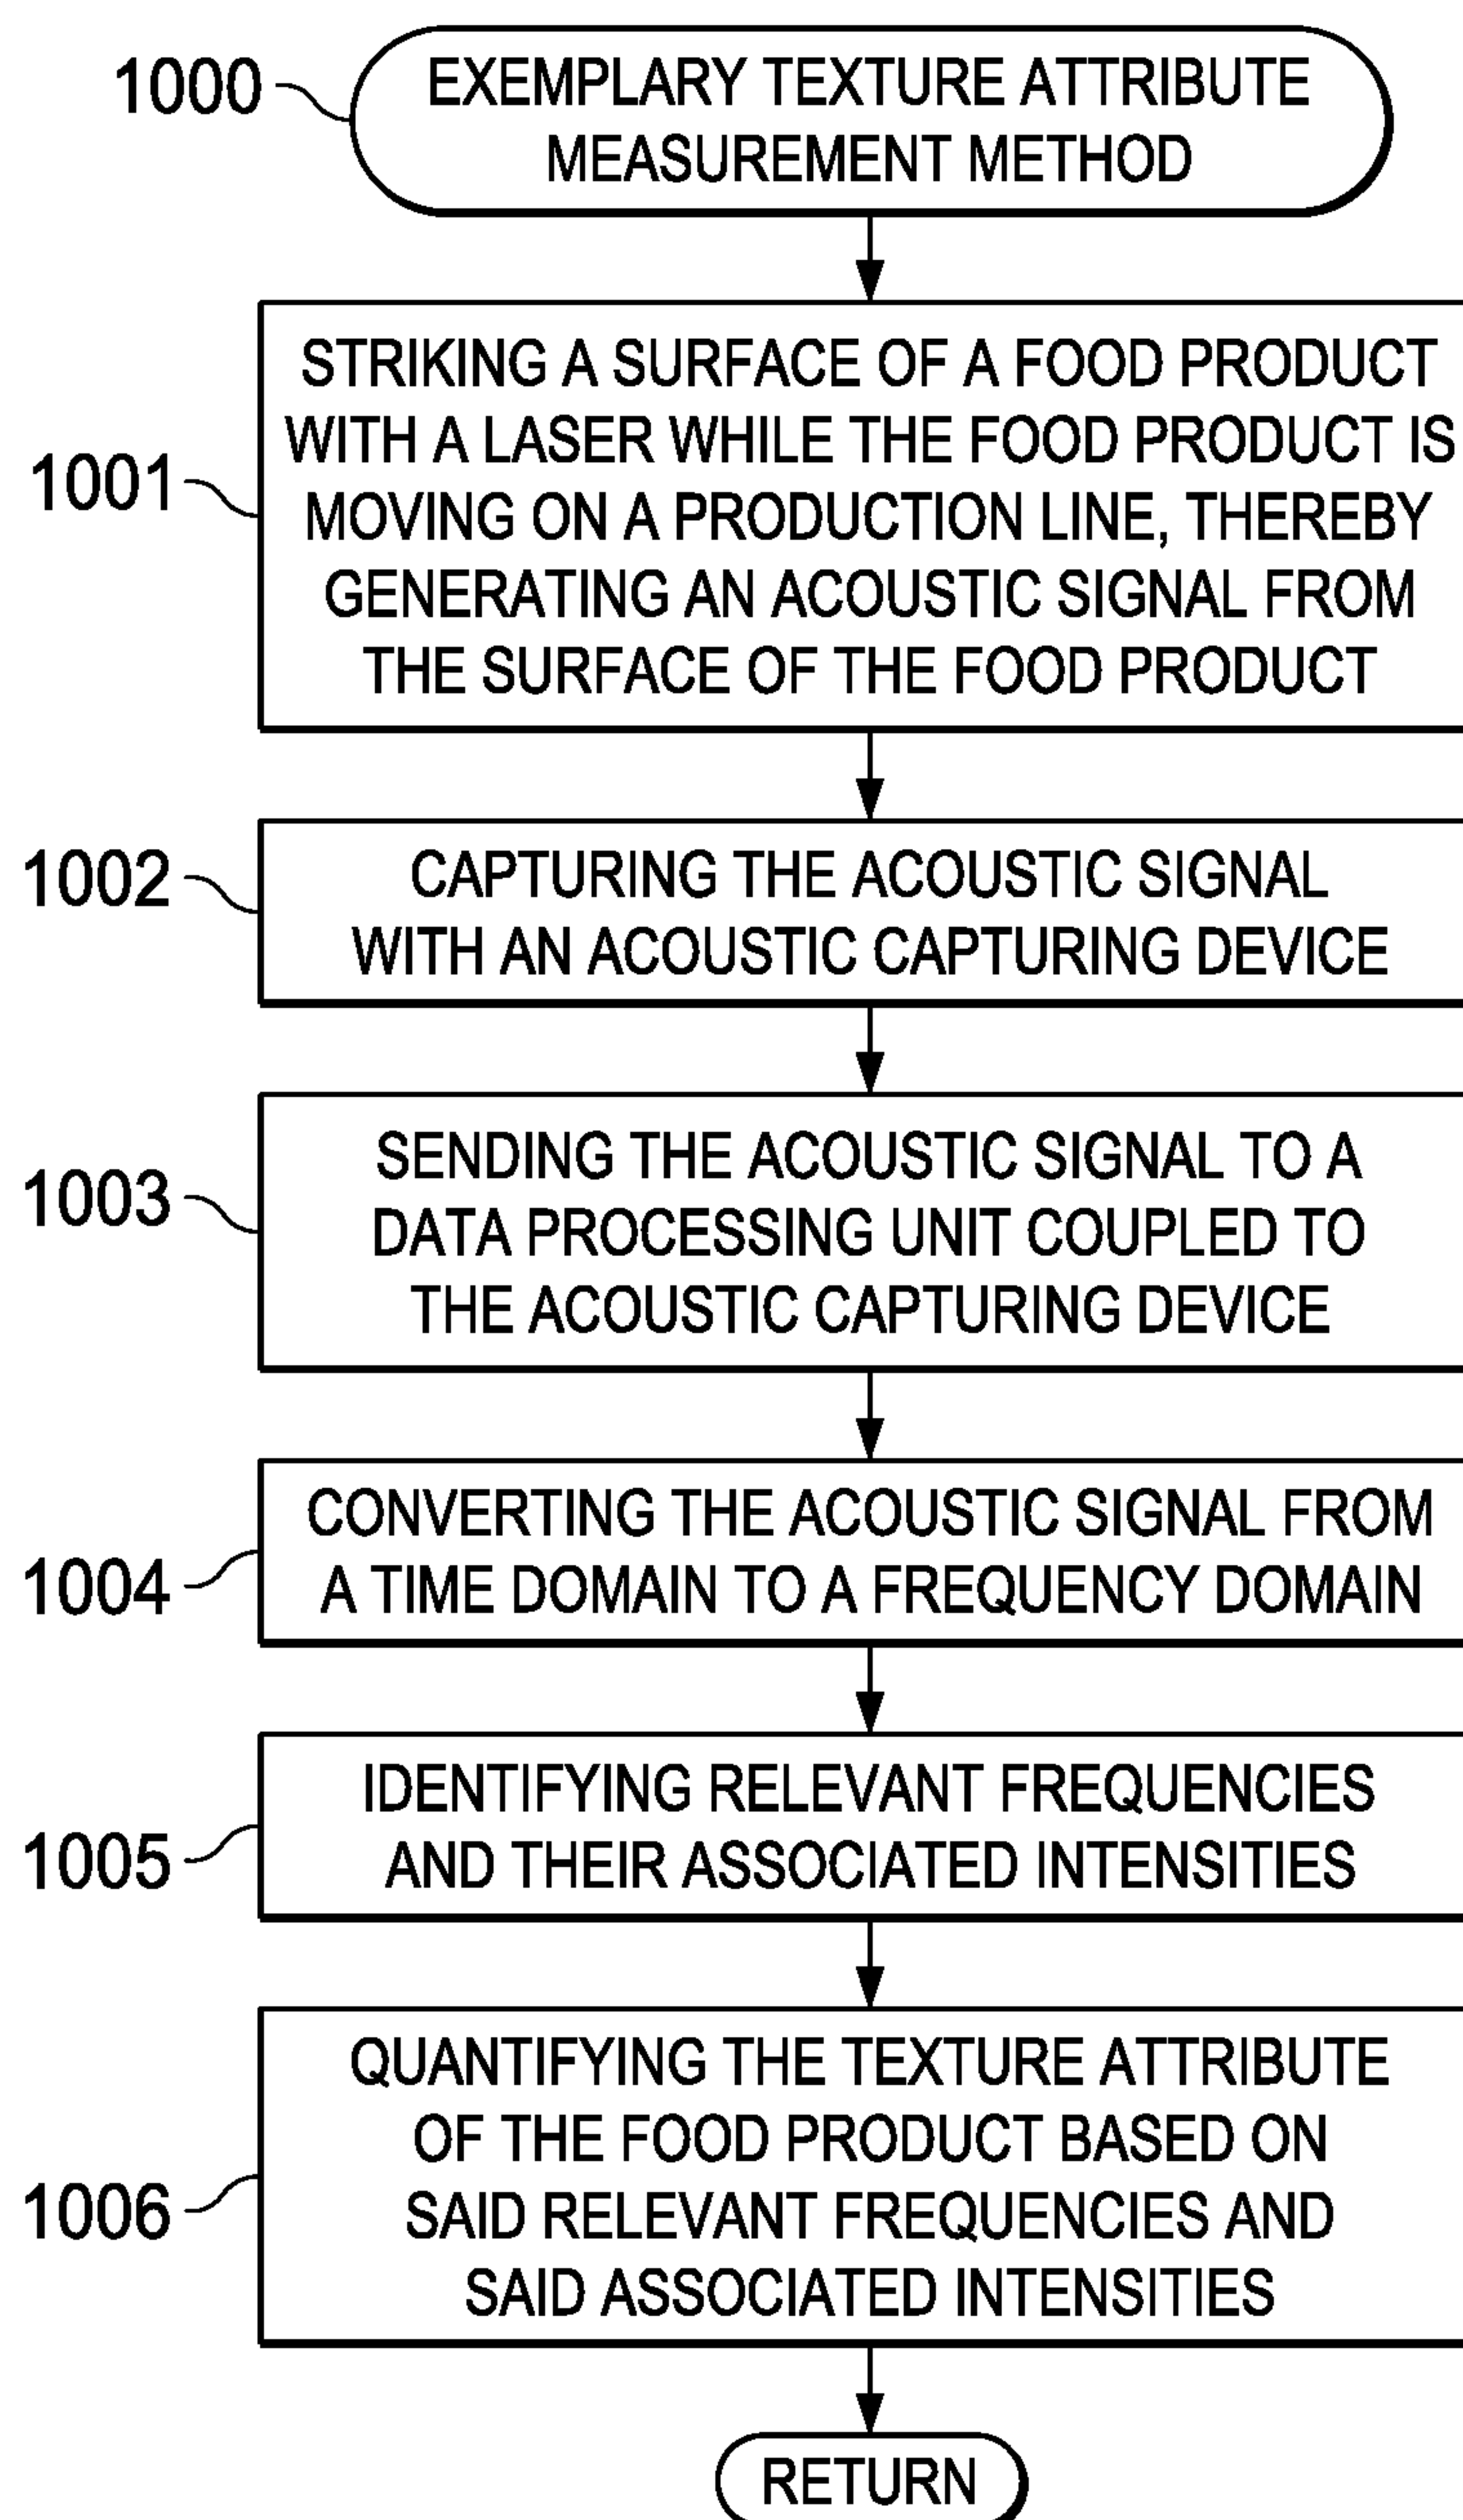 1000
EXEMPLARY TEXTURE ATTRIBUTE
MEASUREMENT METHOD
1001
STRIKING A SURFACE OF A FOOD PRODUCT
WITH A LASER WHILE THE FOOD PRODUCT IS
MOVING ON A PRODUCTION LINE, THEREBY
GENERATING AN ACOUSTIC SIGNAL FROM
THE SURFACE OF THE FOOD PRODUCT
1002
CAPTURING THE ACOUSTIC SIGNAL
WITH AN ACOUSTIC CAPTURING DEVICE
1003
SENDING THE ACOUSTIC SIGNAL TO A
DATA PROCESSING UNIT COUPLED TO
THE ACOUSTIC CAPTURING DEVICE
1004
CONVERTING THE ACOUSTIC SIGNAL FROM
A TIME DOMAIN TO A FREQUENCY DOMAIN
1005
IDENTIFYING RELEVANT FREQUENCIES
AND THEIR ASSOCIATED INTENSITIES
1006
QUANTIFYING THE TEXTURE ATTRIBUTE
OF THE FOOD PRODUCT BASED ON
SAID RELEVANT FREQUENCIES AND
SAID ASSOCIATED INTENSITIES
RETURN